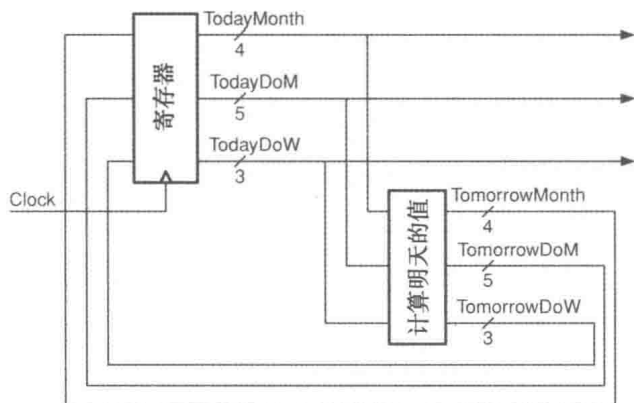 TodayMonth
4
寄存器
TodayDoM
5
TodayDoW
3
Clock
计算明天的值
TomorrowMonth
4
TomorrowDoM
5
TomorrowDoW
3